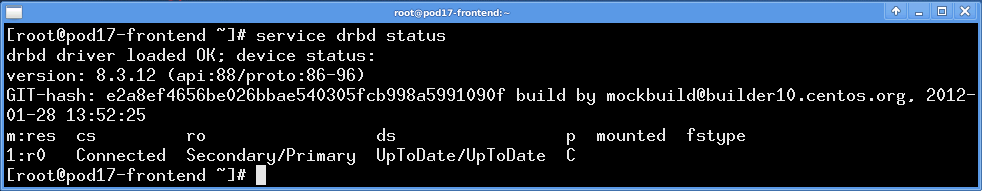 root@pod17-frontend:~
[root@pod17-frontend ~]# service drbd status
drbd driver loaded OK; device status:
version: 8.3.12 (api:88/proto:86-96)
GIT-hash: e2a8ef4656be026bbae540305fcb998a5991090f build by mockbuild@builder10.centos.org, 2012-
01-28 13:52:25
m:res  cs         ro                 ds                 p  mounted  fstype
1:r0   Connected  Secondary/Primary  UpToDate/UpToDate  C
[root@pod17-frontend ~]#